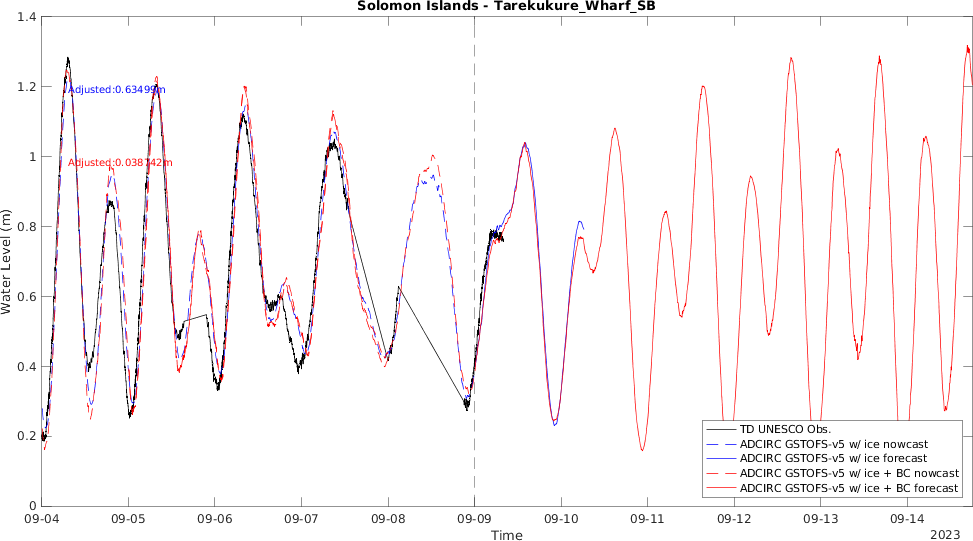 Solomon Islands - Tarekukure_Wharf_SB
1.4
1.2
1
0.8
0.6
0.4
0.2
0
Water Level (m)
Adjusted:0.63499m
Adjusted:0.038742m
TD UNESCO Obs.
ADCIRC GSTOFS-v5 w/ ice nowcast
ADCIRC GSTOFS-v5 w/ ice forecast
ADCIRC GSTOFS-v5 w/ ice + BC nowcast
ADCIRC GSTOFS-v5 w/ ice + BC forecast
09-04 09-05 09-06 09-07 09-08 09-09 09-10 09-11 09-12 09-13 09-14
Time
2023